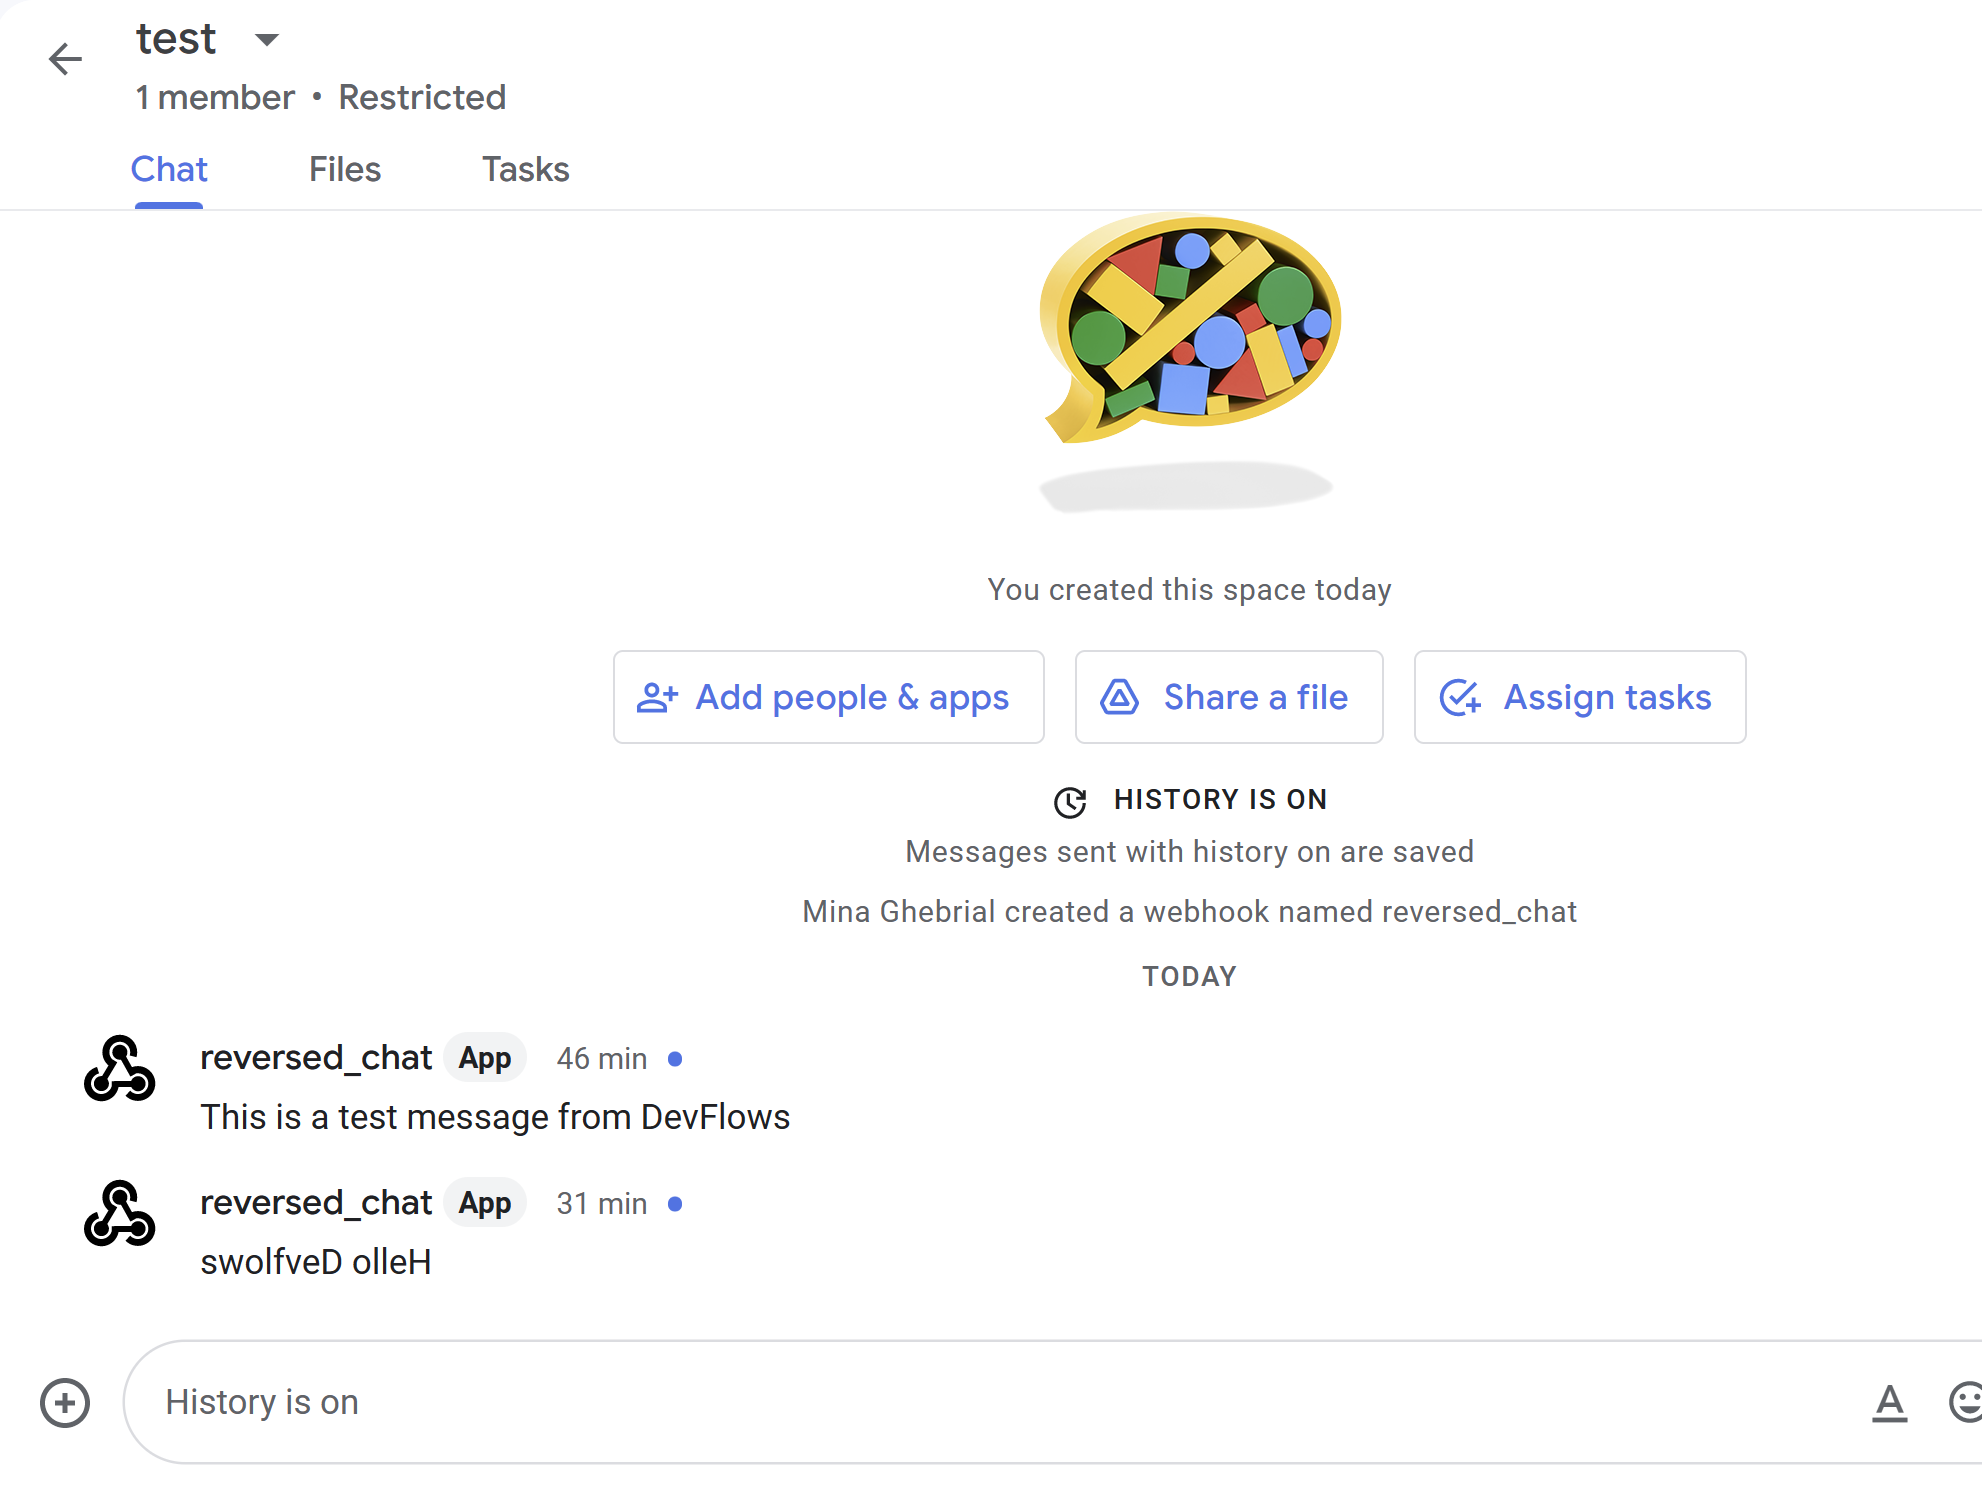 test
1 member • Restricted
Chat Files Tasks
You created this space today
Add people & apps Share a file Assign tasks
HISTORY IS ON
Messages sent with history on are saved
Mina Ghebrial created a webhook named reversed_chat
TODAY
reversed_chat App 46 min
This is a test message from DevFlows
reversed_chat App 31 min
swolfveD olleH
History is on